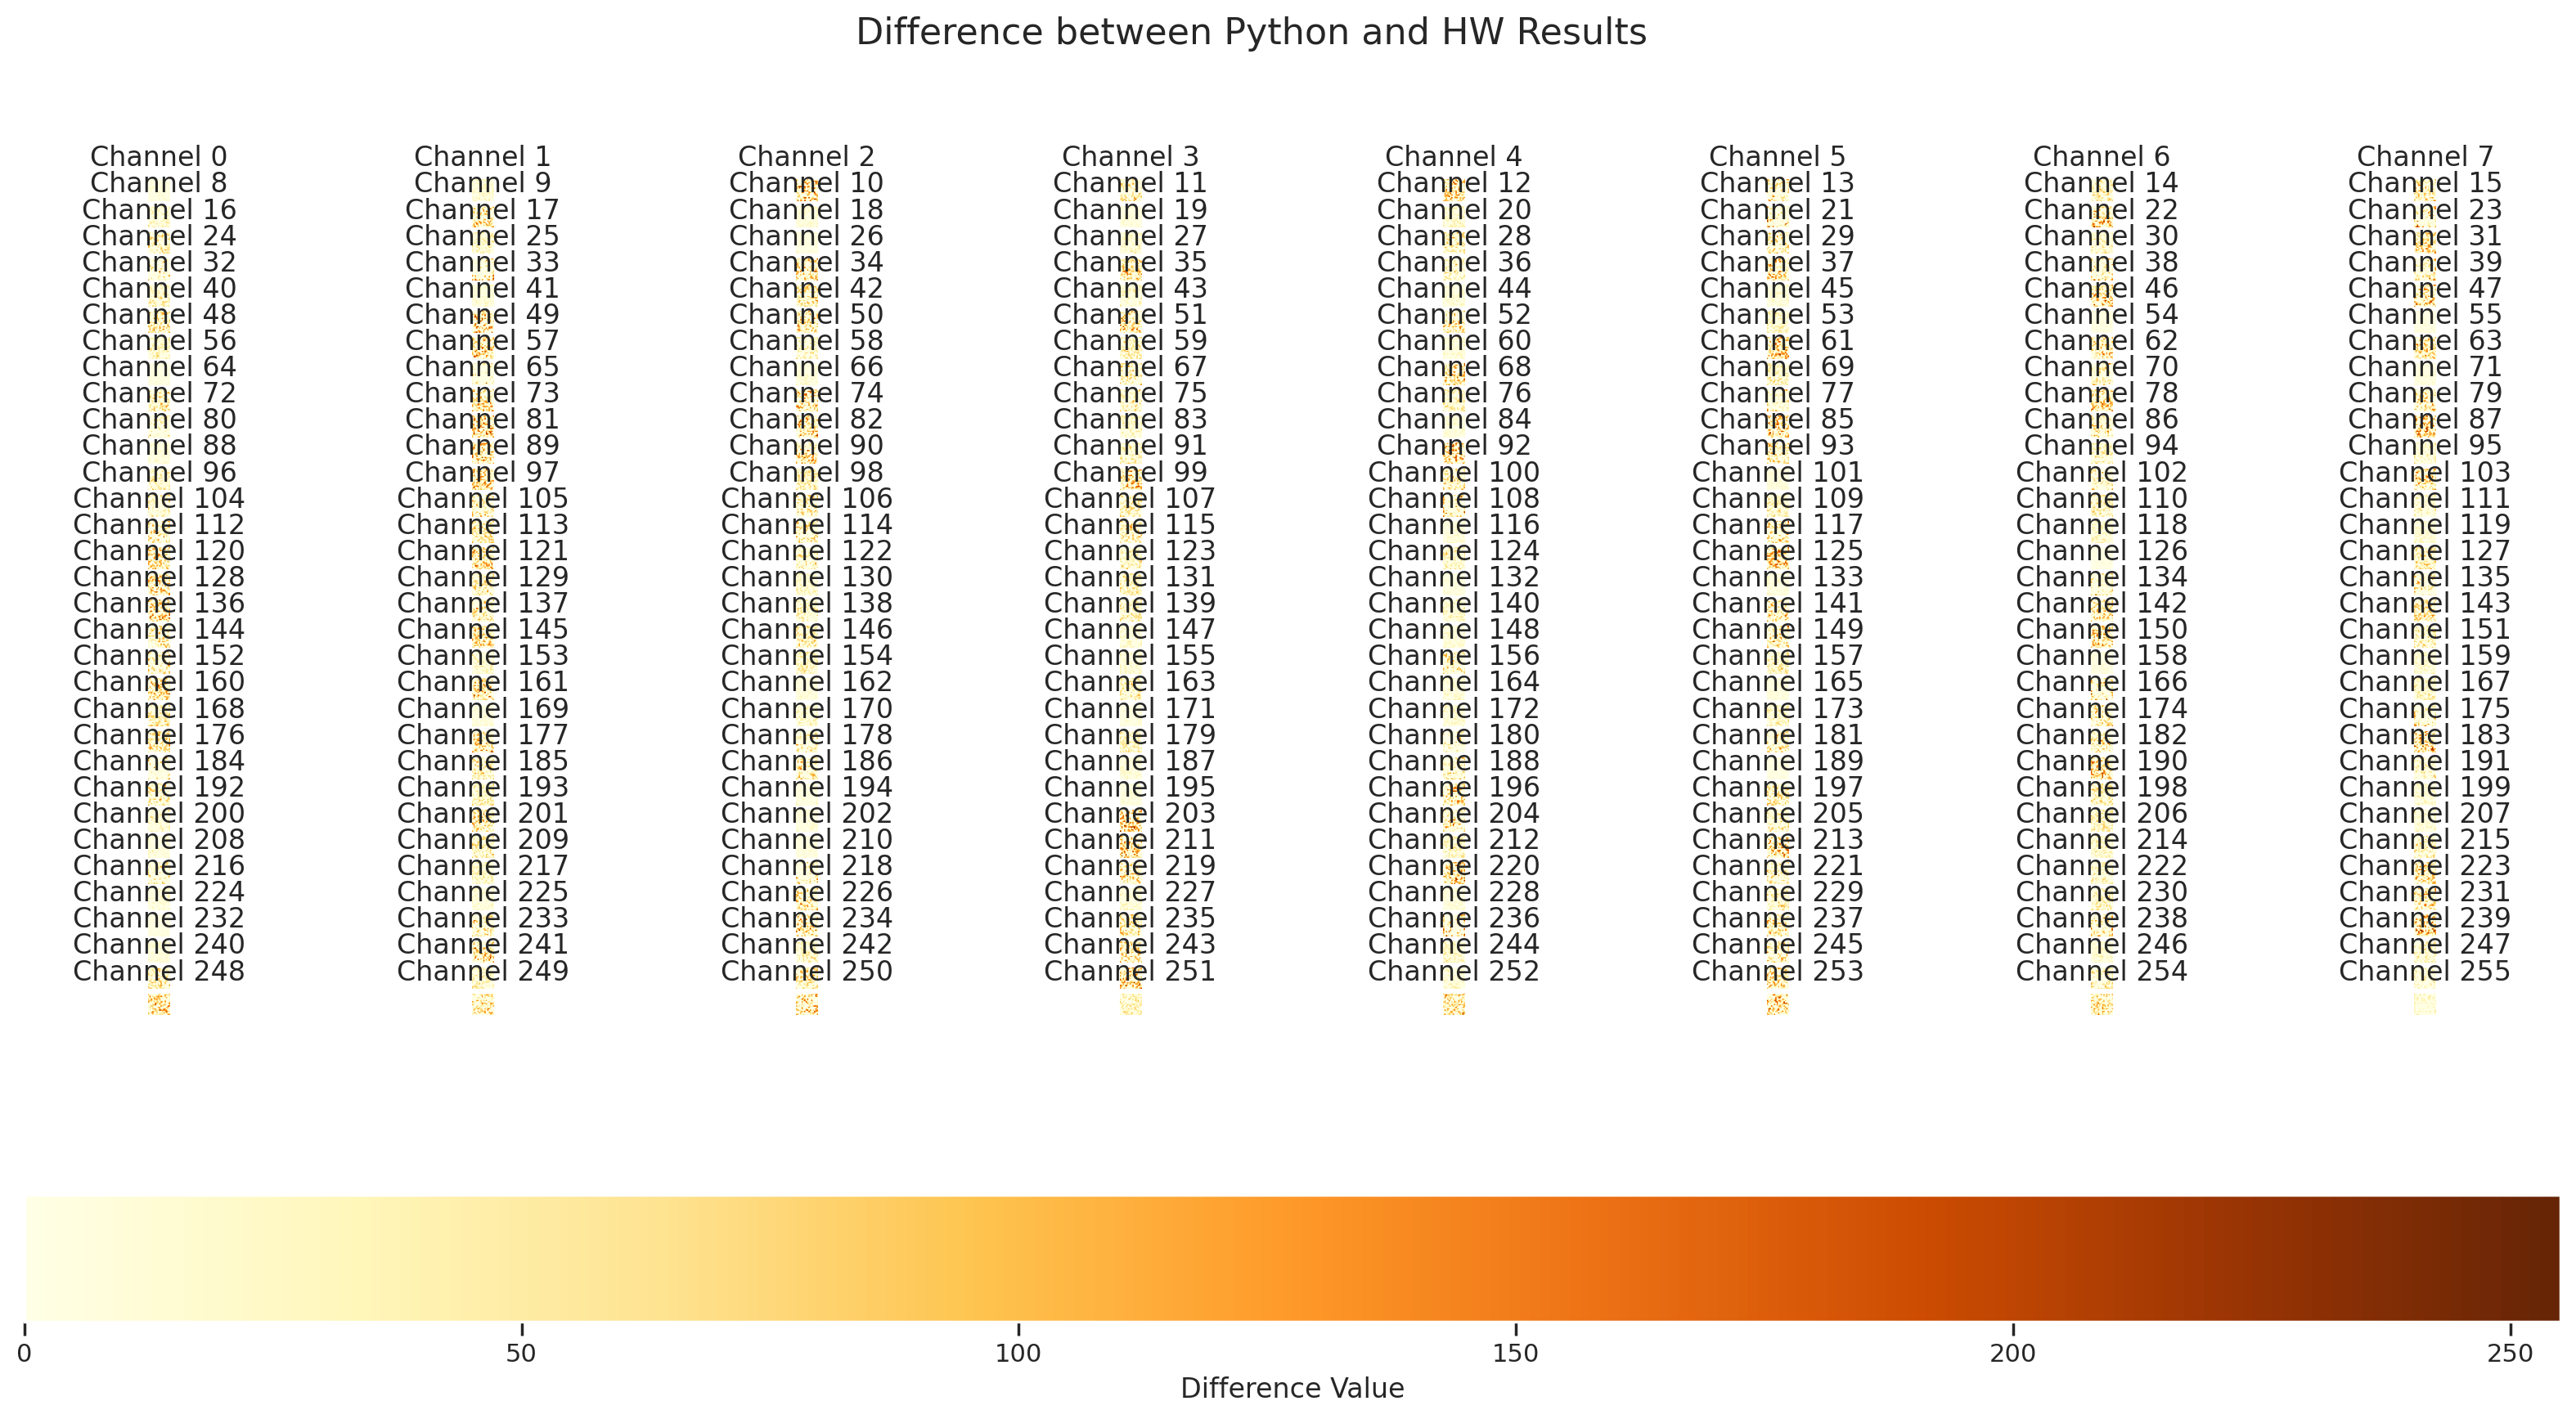 Difference between Python and HW Results
Channel 0 Channel 1 Channel 2 Channel 3 Channel 4 Channel 5 Channel 6 Channel 7
Channel 8 Channel 9 Channel 10 Channel 11 Channel 12 Channel 13 Channel 14 Channel 15
Channel 16 Channel 17 Channel 18 Channel 19 Channel 20 Channel 21 Channel 22 Channel 23
Channel 24 Channel 25 Channel 26 Channel 27 Channel 28 Channel 29 Channel 30 Channel 31
Channel 32 Channel 33 Channel 34 Channel 35 Channel 36 Channel 37 Channel 38 Channel 39
Channel 40 Channel 41 Channel 42 Channel 43 Channel 44 Channel 45 Channel 46 Channel 47
Channel 48 Channel 49 Channel 50 Channel 51 Channel 52 Channel 53 Channel 54 Channel 55
Channel 56 Channel 57 Channel 58 Channel 59 Channel 60 Channel 61 Channel 62 Channel 63
Channel 64 Channel 65 Channel 66 Channel 67 Channel 68 Channel 69 Channel 70 Channel 71
Channel 72 Channel 73 Channel 74 Channel 75 Channel 76 Channel 77 Channel 78 Channel 79
Channel 80 Channel 81 Channel 82 Channel 83 Channel 84 Channel 85 Channel 86 Channel 87
Channel 88 Channel 89 Channel 90 Channel 91 Channel 92 Channel 93 Channel 94 Channel 95
Channel 96 Channel 97 Channel 98 Channel 99 Channel 100 Channel 101 Channel 102 Channel 103
Channel 104 Channel 105 Channel 106 Channel 107 Channel 108 Channel 109 Channel 110 Channel 111
Channel 112 Channel 113 Channel 114 Channel 115 Channel 116 Channel 117 Channel 118 Channel 119
Channel 120 Channel 121 Channel 122 Channel 123 Channel 124 Channel 125 Channel 126 Channel 127
Channel 128 Channel 129 Channel 130 Channel 131 Channel 132 Channel 133 Channel 134 Channel 135
Channel 136 Channel 137 Channel 138 Channel 139 Channel 140 Channel 141 Channel 142 Channel 143
Channel 144 Channel 145 Channel 146 Channel 147 Channel 148 Channel 149 Channel 150 Channel 151
Channel 152 Channel 153 Channel 154 Channel 155 Channel 156 Channel 157 Channel 158 Channel 159
Channel 160 Channel 161 Channel 162 Channel 163 Channel 164 Channel 165 Channel 166 Channel 167
Channel 168 Channel 169 Channel 170 Channel 171 Channel 172 Channel 173 Channel 174 Channel 175
Channel 176 Channel 177 Channel 178 Channel 179 Channel 180 Channel 181 Channel 182 Channel 183
Channel 184 Channel 185 Channel 186 Channel 187 Channel 188 Channel 189 Channel 190 Channel 191
Channel 192 Channel 193 Channel 194 Channel 195 Channel 196 Channel 197 Channel 198 Channel 199
Channel 200 Channel 201 Channel 202 Channel 203 Channel 204 Channel 205 Channel 206 Channel 207
Channel 208 Channel 209 Channel 210 Channel 211 Channel 212 Channel 213 Channel 214 Channel 215
Channel 216 Channel 217 Channel 218 Channel 219 Channel 220 Channel 221 Channel 222 Channel 223
Channel 224 Channel 225 Channel 226 Channel 227 Channel 228 Channel 229 Channel 230 Channel 231
Channel 232 Channel 233 Channel 234 Channel 235 Channel 236 Channel 237 Channel 238 Channel 239
Channel 240 Channel 241 Channel 242 Channel 243 Channel 244 Channel 245 Channel 246 Channel 247
Channel 248 Channel 249 Channel 250 Channel 251 Channel 252 Channel 253 Channel 254 Channel 255
0 50 100 150 200 250
Difference Value